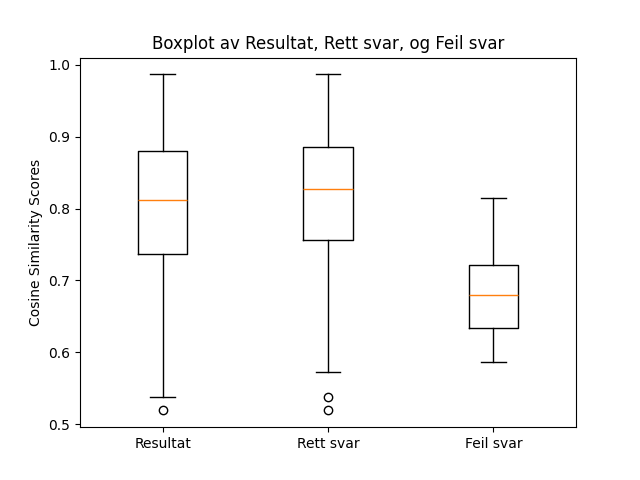 Boxplot av Resultat, Rett svar, og Feil svar
1.0
0.9
0.8
0.7
0.6
0.5
Cosine Similarity Scores
Resultat
Rett svar
Feil svar